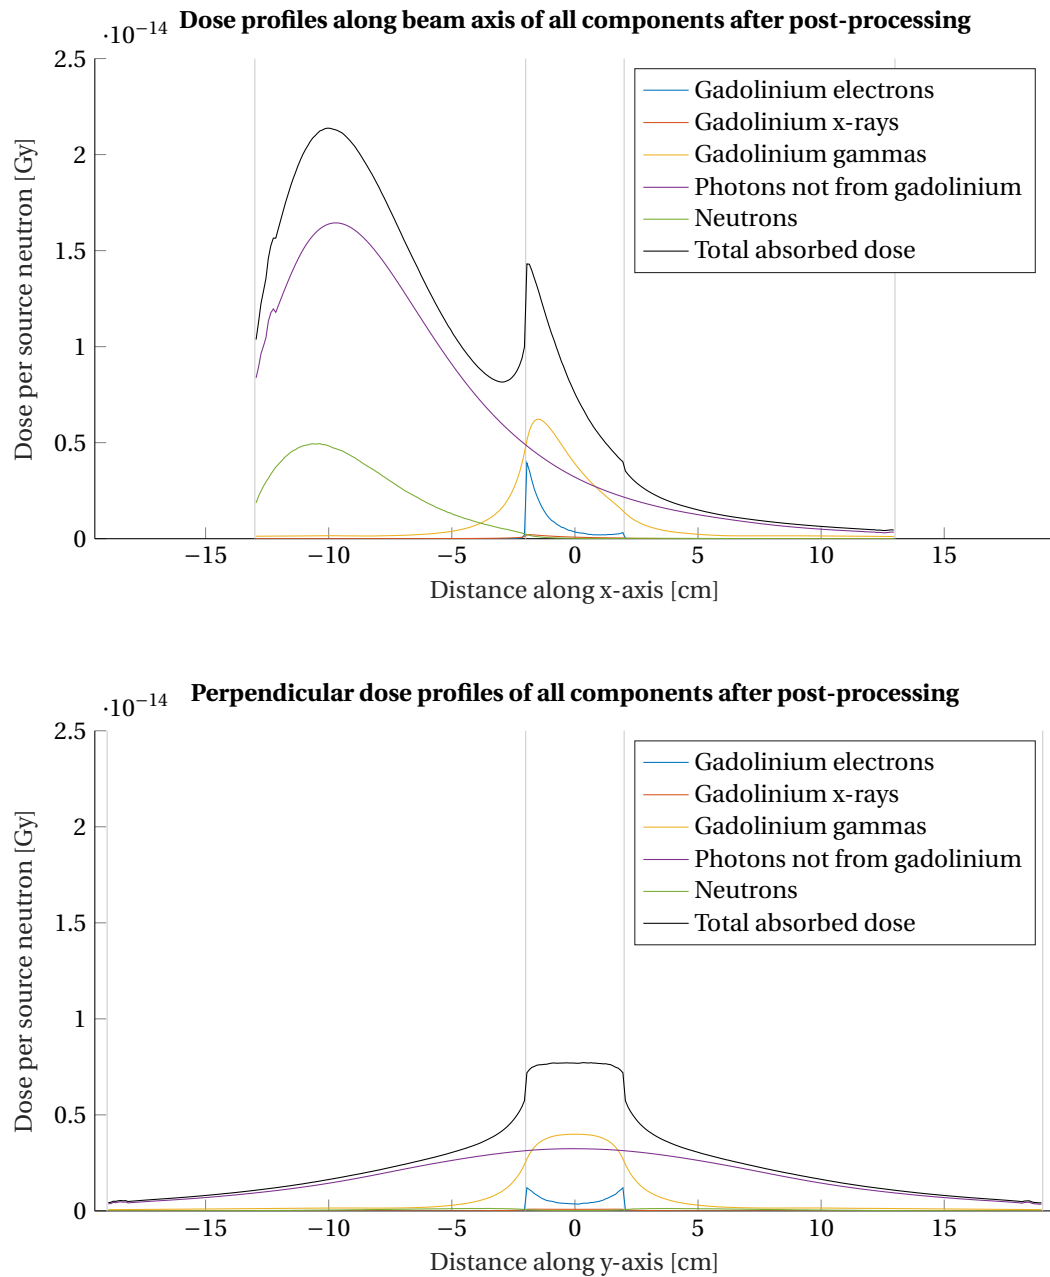 Dose profiles along beam axis of all components after post-processing
·10−14
2.5
2
1.5
1
0.5
0
Dose per source neutron [Gy]
Gadolinium electrons
Gadolinium x-rays
Gadolinium gammas
Photons not from gadolinium
Neutrons
Total absorbed dose
−15 −10 −5 0 5 10 15
Distance along x-axis [cm]
Perpendicular dose profiles of all components after post-processing
·10−14
2.5
2
1.5
1
0.5
0
Dose per source neutron [Gy]
Gadolinium electrons
Gadolinium x-rays
Gadolinium gammas
Photons not from gadolinium
Neutrons
Total absorbed dose
−15 −10 −5 0 5 10 15
Distance along y-axis [cm]